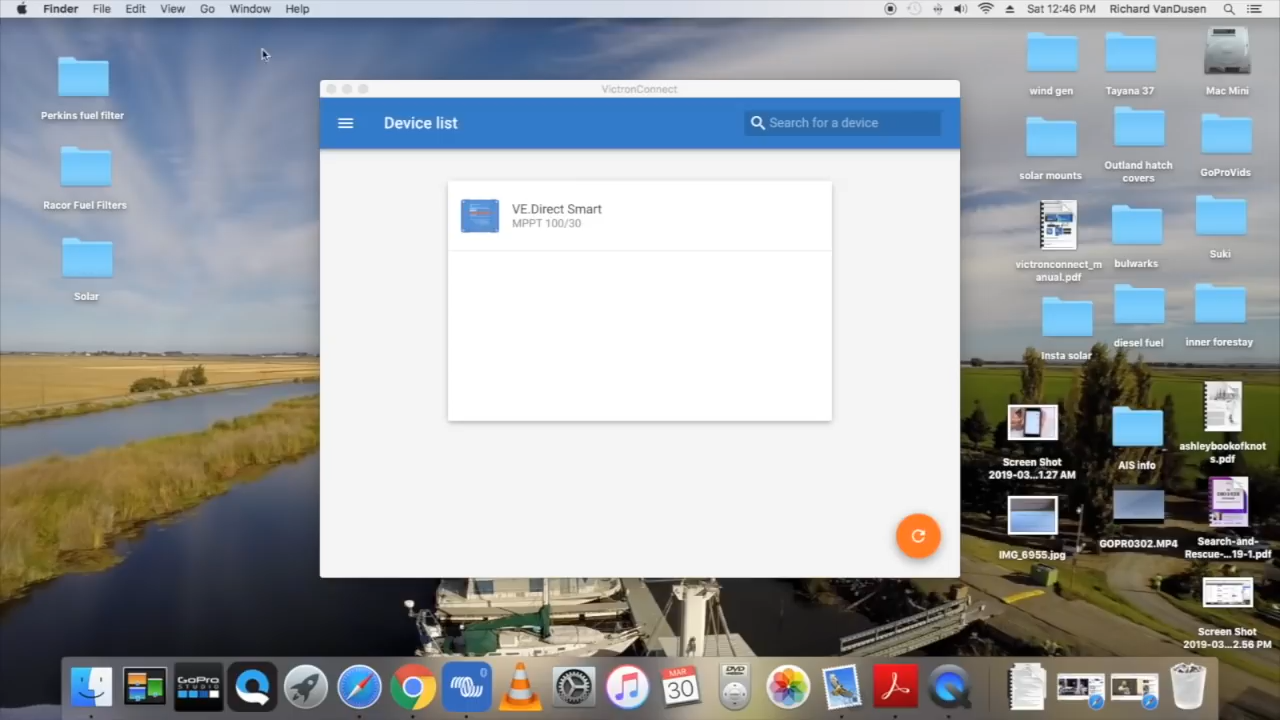 Finder File Edit View Go Window Help
Sat 12:46 PM Richard VanDusen
VictronConnect
Device list
Search for a device
VE.Direct Smart
MPPT 100/30
Perkins fuel filter
Racor Fuel Filters
Solar
wind gen
Tayana 37
Mac Mini
solar mounts
Outland hatch
covers
GoProVids
victronconnect_m
anual.pdf
bulwarks
Suki
Insta solar
diesel fuel
inner forestay
Screen Shot
2019-03...1.27 AM
AIS info
ashleybookofknot
s.pdf
IMG_6955.jpg
GOPR0302.MP4
Search-and-
Rescue-...19-1.pdf
Screen Shot
2019-03...2.56 PM
GoPro
STUDIO
0
MAR
30
DVD